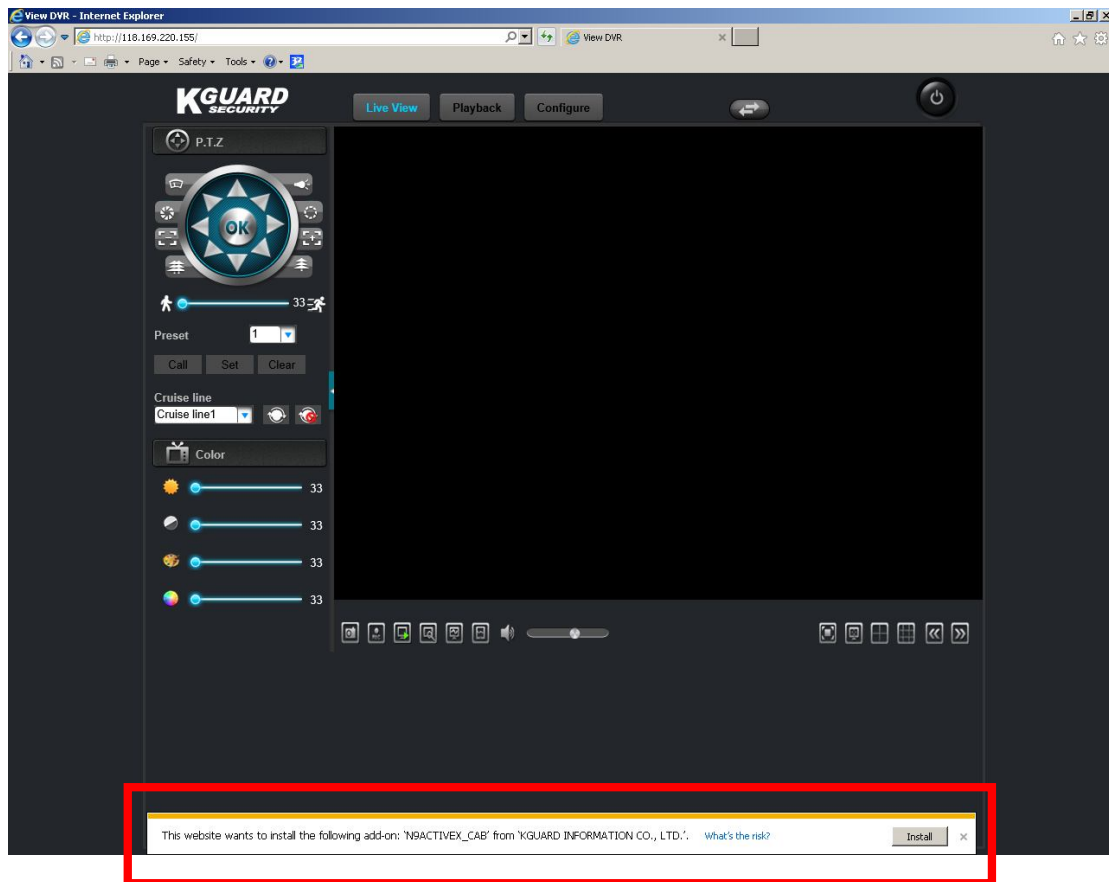 View DVR - Internet Explorer
http://118.169.220.155/
View DVR
Page Safety Tools
KGUARD
SECURITY
Live View Playback Configure
P.T.Z
OK
33
Preset 1
Call Set Clear
Cruise line
Cruise line1
Color
33
33
33
33
This website wants to install the following add-on: 'N9ACTIVEX_CAB' from 'KGUARD INFORMATION CO., LTD.'. What's the risk? Install